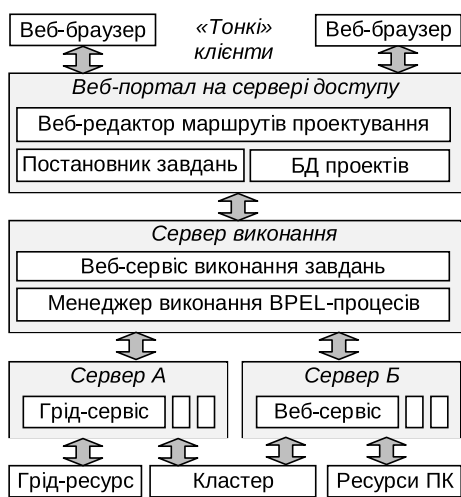 Веб-браузер
«Тонкі»
клієнти
Веб-браузер
Веб-портал на сервері доступу
Веб-редактор маршрутів проектування
Постановник завдань
БД проектів
Сервер виконання
Веб-сервіс виконання завдань
Менеджер виконання BPEL-процесів
Сервер А
Сервер Б
Грід-сервіс
Веб-сервіс
Грід-ресурс
Кластер
Ресурси ПК